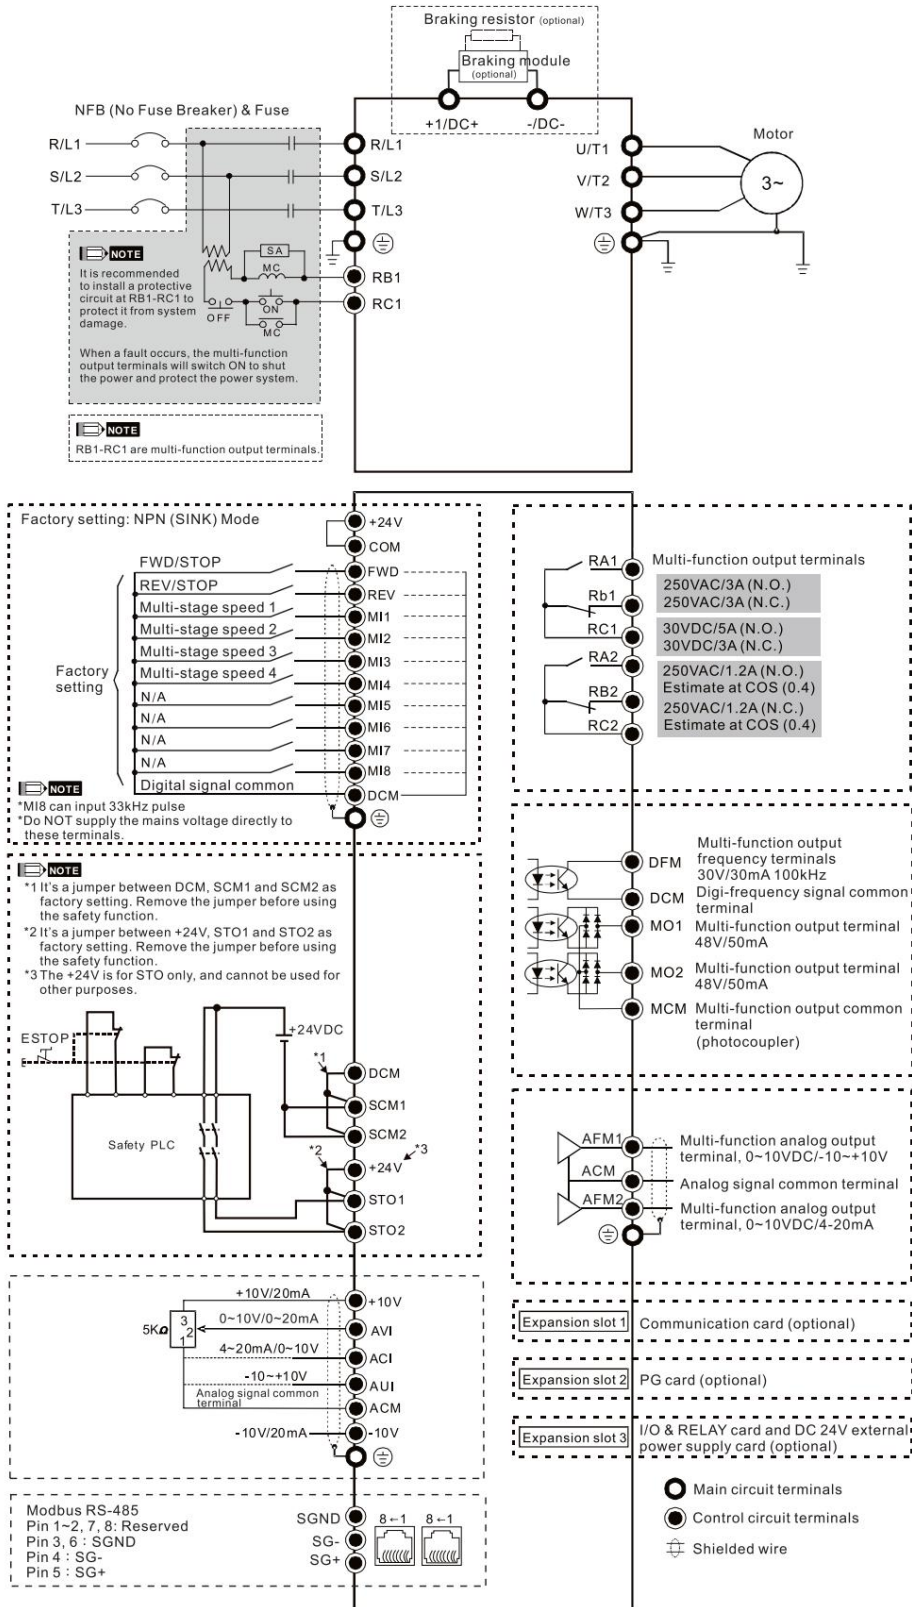 Braking resistor (optional)
Braking module
(optional)
NFB (No Fuse Breaker) & Fuse
+1/DC+
-/DC-
R/L1
R/L1
S/L2
S/L2
T/L3
T/L3
U/T1
V/T2
W/T3
Motor
3~
NOTE
It is recommended
to install a protective
circuit at RB1-RC1 to
protect it from system
damage.
When a fault occurs, the multi-function
output terminals will switch ON to shut
the power and protect the power system.
SA
MC
ON
OFF
MC
RB1
RC1
NOTE
RB1-RC1 are multi-function output terminals.
Factory setting: NPN (SINK) Mode
+24V
COM
FWD/STOP
FWD
REV/STOP
REV
Multi-stage speed 1
MI1
Multi-stage speed 2
MI2
Multi-stage speed 3
MI3
Multi-stage speed 4
MI4
N/A
MI5
N/A
MI6
N/A
MI7
N/A
MI8
Digital signal common
DCM
Factory
setting
NOTE
*MI8 can input 33kHz pulse
*Do NOT supply the mains voltage directly to
these terminals.
RA1
Rb1
RC1
RA2
RB2
RC2
Multi-function output terminals
250VAC/3A (N.O.)
250VAC/3A (N.C.)
30VDC/5A (N.O.)
30VDC/3A (N.C.)
250VAC/1.2A (N.O.)
Estimate at COS (0.4)
250VAC/1.2A (N.C.)
Estimate at COS (0.4)
NOTE
*1 It's a jumper between DCM, SCM1 and SCM2 as
factory setting. Remove the jumper before using
the safety function.
*2 It's a jumper between +24V, STO1 and STO2 as
factory setting. Remove the jumper before using
the safety function.
*3 The +24V is for STO only, and cannot be used for
other purposes.
ESTOP
+24VDC
Safety PLC
*1
DCM
SCM1
SCM2
*2
*3
+24V
STO1
STO2
DFM
Multi-function output
frequency terminals
30V/30mA 100kHz
DCM
Digi-frequency signal common
terminal
MO1
Multi-function output terminal
48V/50mA
MO2
Multi-function output terminal
48V/50mA
MCM
Multi-function output common
terminal
(photocoupler)
AFM1
Multi-function analog output
terminal, 0~10VDC/-10~+10V
ACM
Analog signal common terminal
AFM2
Multi-function analog output
terminal, 0~10VDC/4-20mA
+10V/20mA
+10V
5KΩ
3
2
1
0~10V/0~20mA
AVI
4~20mA/0~10V
ACI
-10~+10V
AUI
Analog signal common
terminal
ACM
-10V/20mA
-10V
Expansion slot 1
Communication card (optional)
Expansion slot 2
PG card (optional)
Expansion slot 3
I/O & RELAY card and DC 24V external
power supply card (optional)
Main circuit terminals
Control circuit terminals
Shielded wire
Modbus RS-485
Pin 1~2, 7, 8: Reserved
Pin 3, 6 : SGND
Pin 4 : SG-
Pin 5 : SG+
SGND
SG-
SG+
8←1
8←1